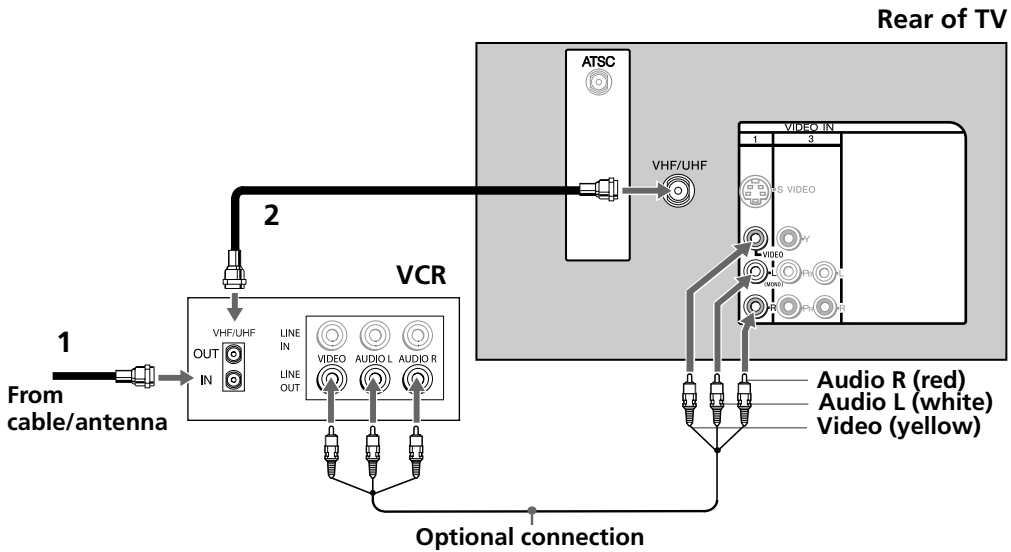 Rear of TV
ATSC
VIDEO IN
1 3
VHF/UHF
S VIDEO
2
Y
VIDEO
VCR
L PB L
(MONO)
R PR R
VHF/UHF
1
OUT
IN
LINE IN
VIDEO AUDIO L AUDIO R
LINE OUT
From cable/antenna
Audio R (red)
Audio L (white)
Video (yellow)
Optional connection